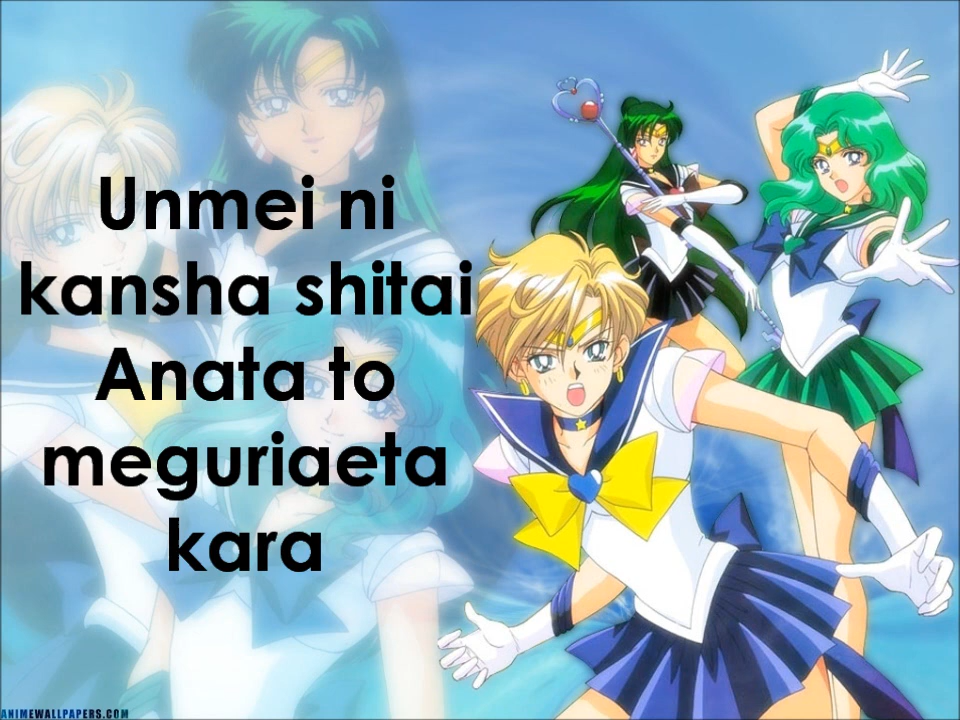 Unmei ni
kansha shitai
Anata to
meguriaeta
kara
ANIMEWALLPAPERS.COM